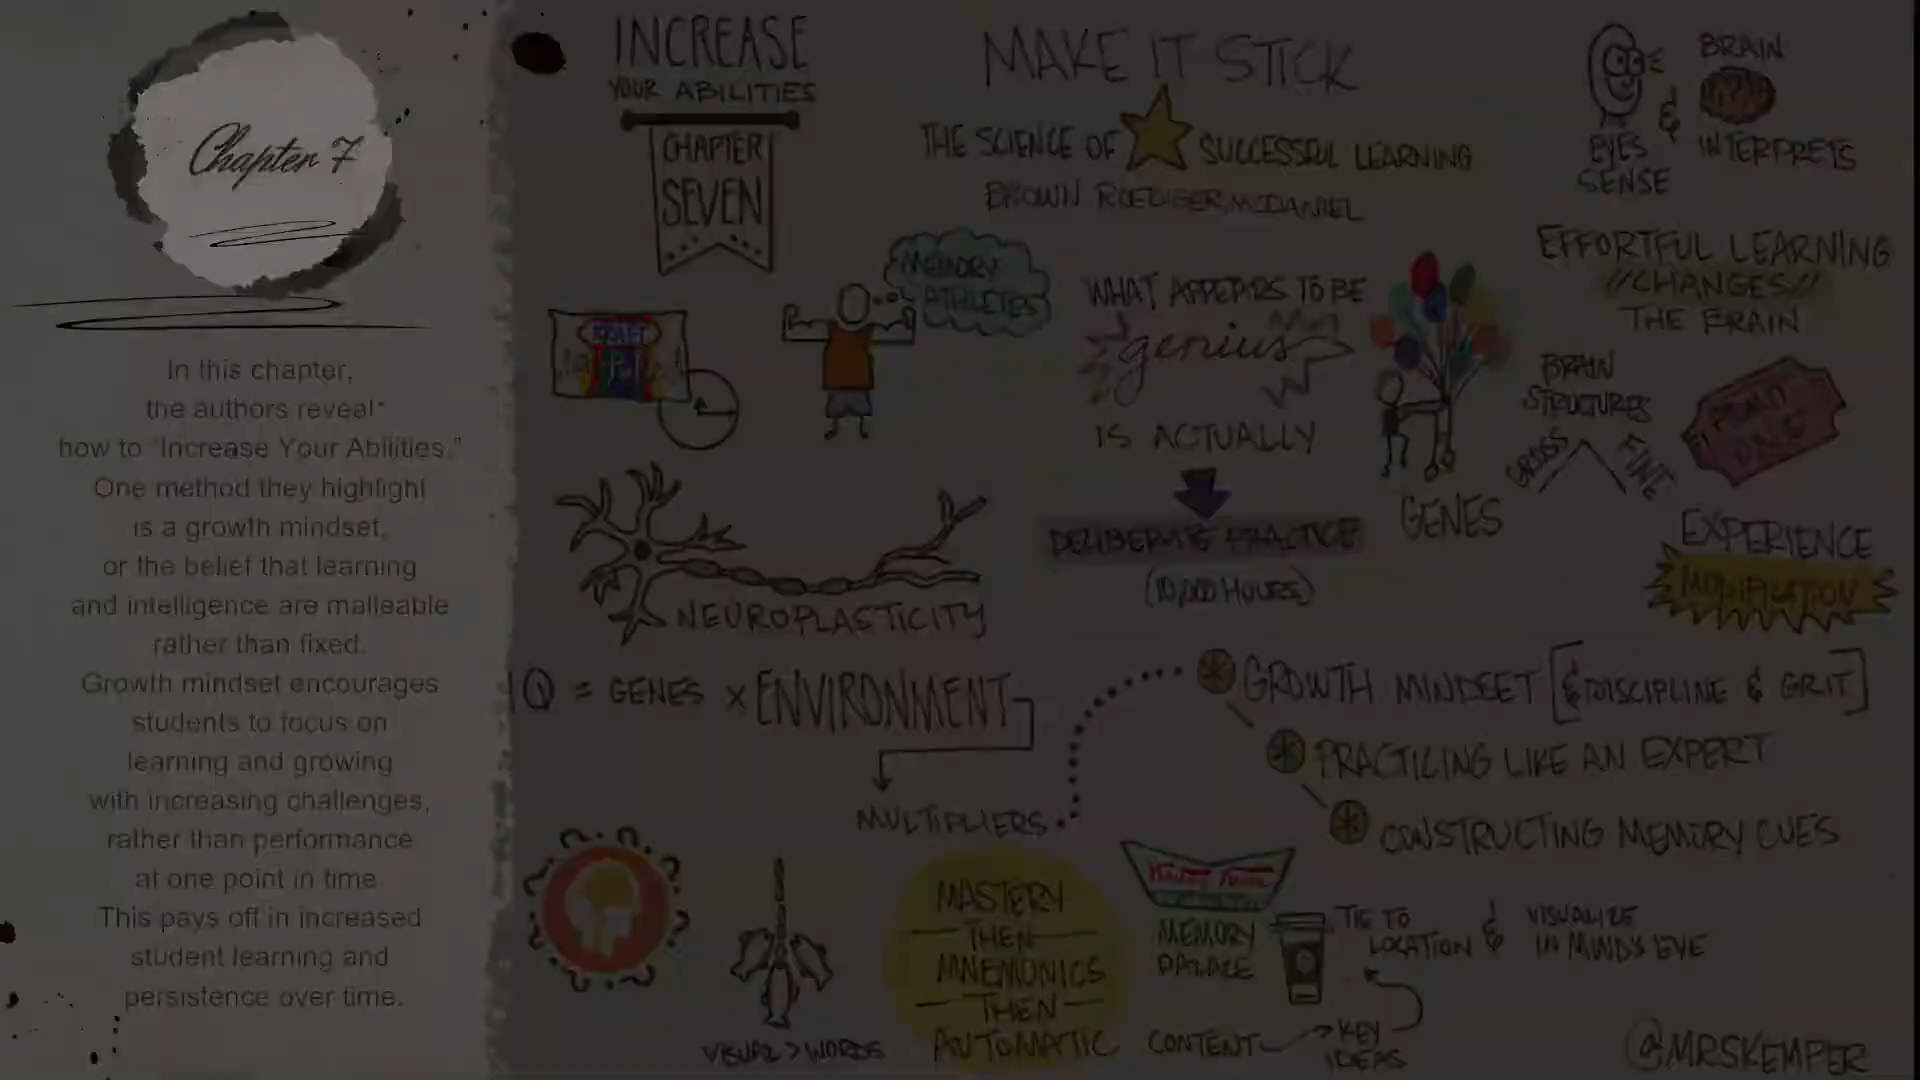 Chapter 7
In this chapter,
the authors reveal
how to "Increase Your Abilities."
One method they highlight
is a growth mindset,
or the belief that learning
and intelligence are malleable
rather than fixed.
Growth mindset encourages
students to focus on
learning and growing
with increasing challenges,
rather than performance
at one point in time
This pays off in increased
student learning and
persistence over time.
INCREASE
YOUR ABILITIES
CHAPTER
SEVEN
MAKE IT STICK
THE SCIENCE OF SUCCESSFUL LEARNING
BROWN. ROEDIGER, MCDANIEL
EYES
SENSE
&
BRAIN
INTERPRETS
MEMORY
ATHLETES
WHAT APPEARS TO BE
genius
IS ACTUALLY
DELIBERATE PRACTICE
(10,000 HOURS)
GENES
EFFORTFUL LEARNING
"CHANGES"
THE BRAIN
BRAIN
STRUCTURES
GROSS
FINE
EXPERIENCE
MODIFICATION
NEUROPLASTICITY
IQ = GENES x ENVIRONMENT
MULTIPLIERS
GROWTH MINDSET [& DISCIPLINE & GRIT]
PRACTICING LIKE AN EXPERT
CONSTRUCTING MEMORY CUES
VISUAL > WORDS
MASTERY
THEN
MNEMONICS
THEN
AUTOMATIC
MEMORY
PALACE
TIE TO
LOCATION
&
VISUALIZE
IN MIND'S EYE
CONTENT
KEY
IDEAS
@MRSKEMPER